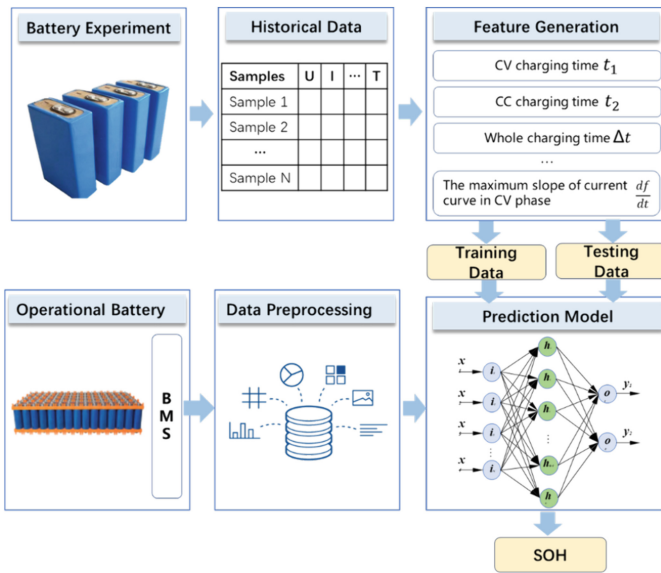 Battery Experiment
Historical Data
Samples U I ··· T
Sample 1
Sample 2
···
Sample N
Feature Generation
CV charging time t₁
CC charging time t₂
Whole charging time Δt
···
The maximum slope of current
curve in CV phase df/dt
Training
Data
Testing
Data
Operational Battery
B
M
S
Data Preprocessing
Prediction Model
x i h o y₁
x i h o y₂
x i h
x i h
h
SOH